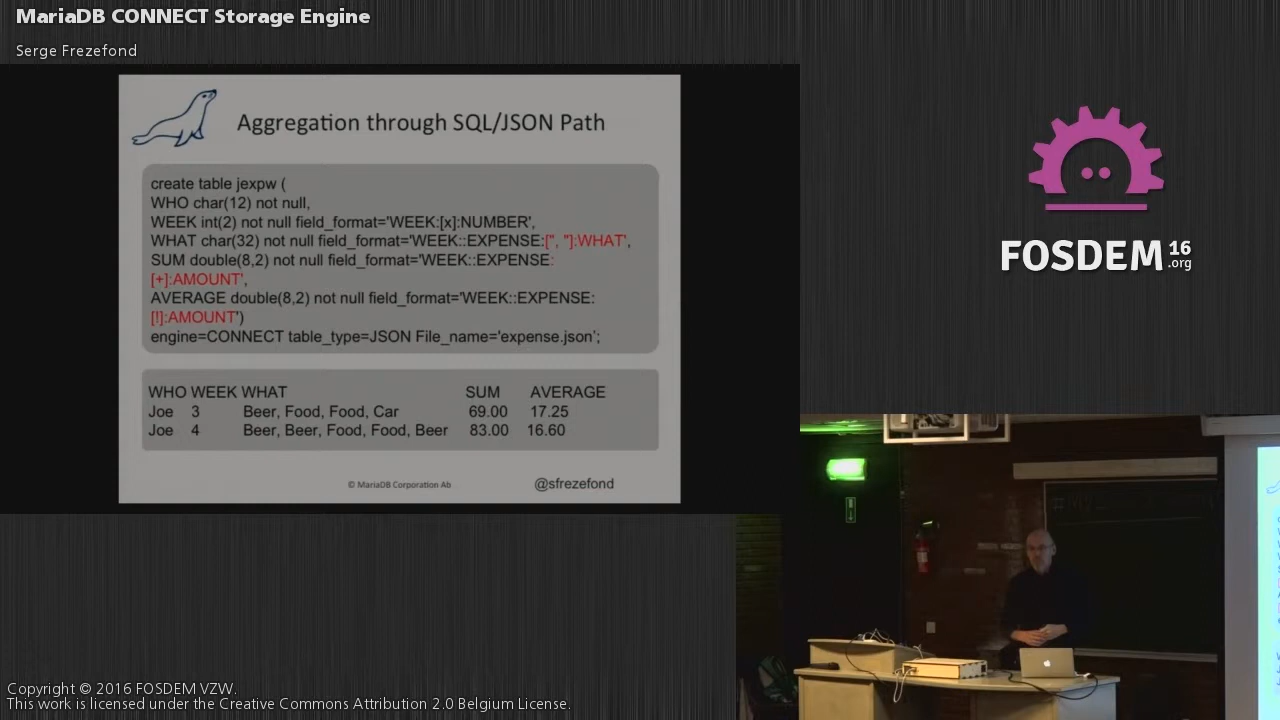 MariaDB CONNECT Storage Engine
Serge Frezefond
Aggregation through SQL/JSON Path
create table jexpw (
WHO char(12) not null,
WEEK int(2) not null field_format='WEEK:[x]:NUMBER',
WHAT char(32) not null field_format='WEEK::EXPENSE:[", "]:WHAT',
SUM double(8,2) not null field_format='WEEK::EXPENSE:
[+]:AMOUNT',
AVERAGE double(8,2) not null field_format='WEEK::EXPENSE:
[!]:AMOUNT')
engine=CONNECT table_type=JSON File_name='expense.json';
WHO WEEK WHAT SUM AVERAGE
Joe 3 Beer, Food, Food, Car 69.00 17.25
Joe 4 Beer, Beer, Food, Food, Beer 83.00 16.60
© MariaDB Corporation Ab @sfrezefond
FOSDEM 16
.org
Copyright © 2016 FOSDEM VZW.
This work is licensed under the Creative Commons Attribution 2.0 Belgium License.